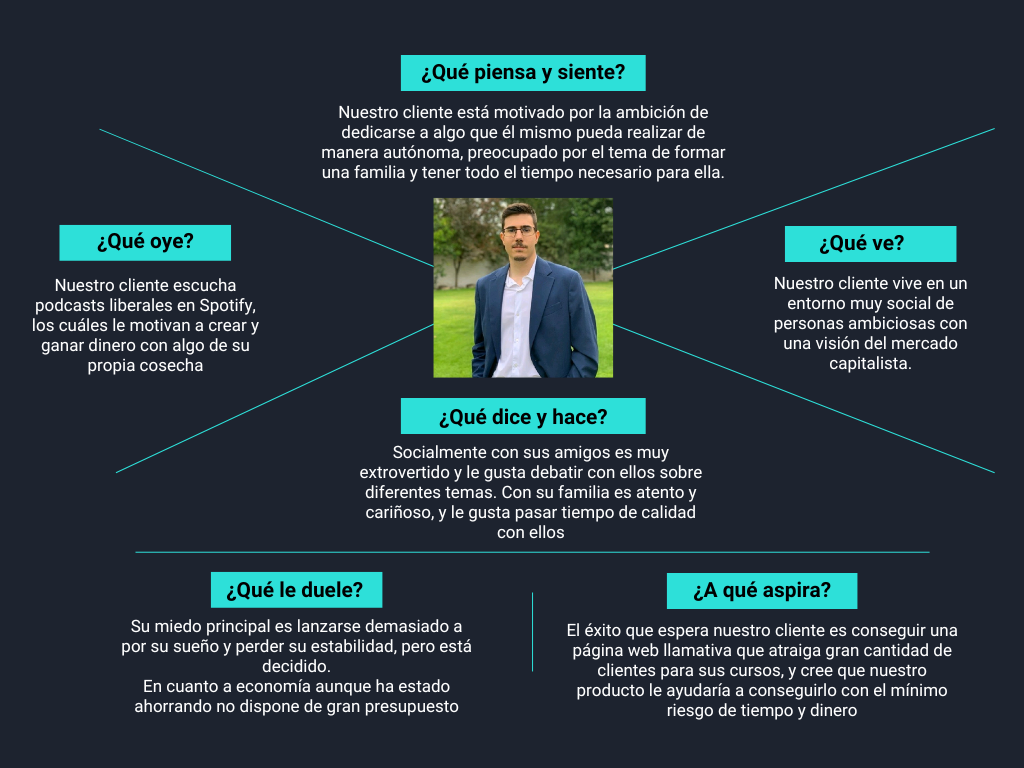 ¿Qué piensa y siente?
Nuestro cliente está motivado por la ambición de
dedicarse a algo que él mismo pueda realizar de
manera autónoma, preocupado por el tema de formar
una familia y tener todo el tiempo necesario para ella.
¿Qué oye?
Nuestro cliente escucha
podcasts liberales en Spotify,
los cuáles le motivan a crear y
ganar dinero con algo de su
propia cosecha
¿Qué ve?
Nuestro cliente vive en un
entorno muy social de
personas ambiciosas con
una visión del mercado
capitalista.
¿Qué dice y hace?
Socialmente con sus amigos es muy
extrovertido y le gusta debatir con ellos sobre
diferentes temas. Con su familia es atento y
cariñoso, y le gusta pasar tiempo de calidad
con ellos
¿Qué le duele?
Su miedo principal es lanzarse demasiado a
por su sueño y perder su estabilidad, pero está
decidido.
En cuanto a economía aunque ha estado
ahorrando no dispone de gran presupuesto
¿A qué aspira?
El éxito que espera nuestro cliente es conseguir una
página web llamativa que atraiga gran cantidad de
clientes para sus cursos, y cree que nuestro
producto le ayudaría a conseguirlo con el mínimo
riesgo de tiempo y dinero